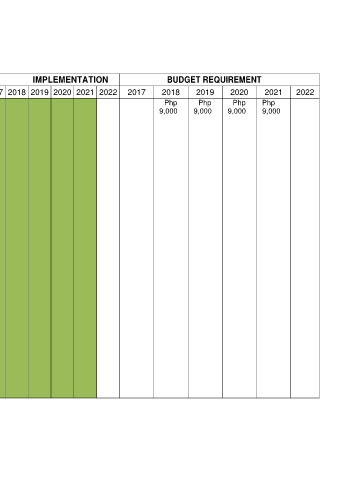 IMPLEMENTATION BUDGET REQUIREMENT
7 2018 2019 2020 2021 2022 2017 2018 2019 2020 2021 2022
Php Php Php Php
9,000 9,000 9,000 9,000